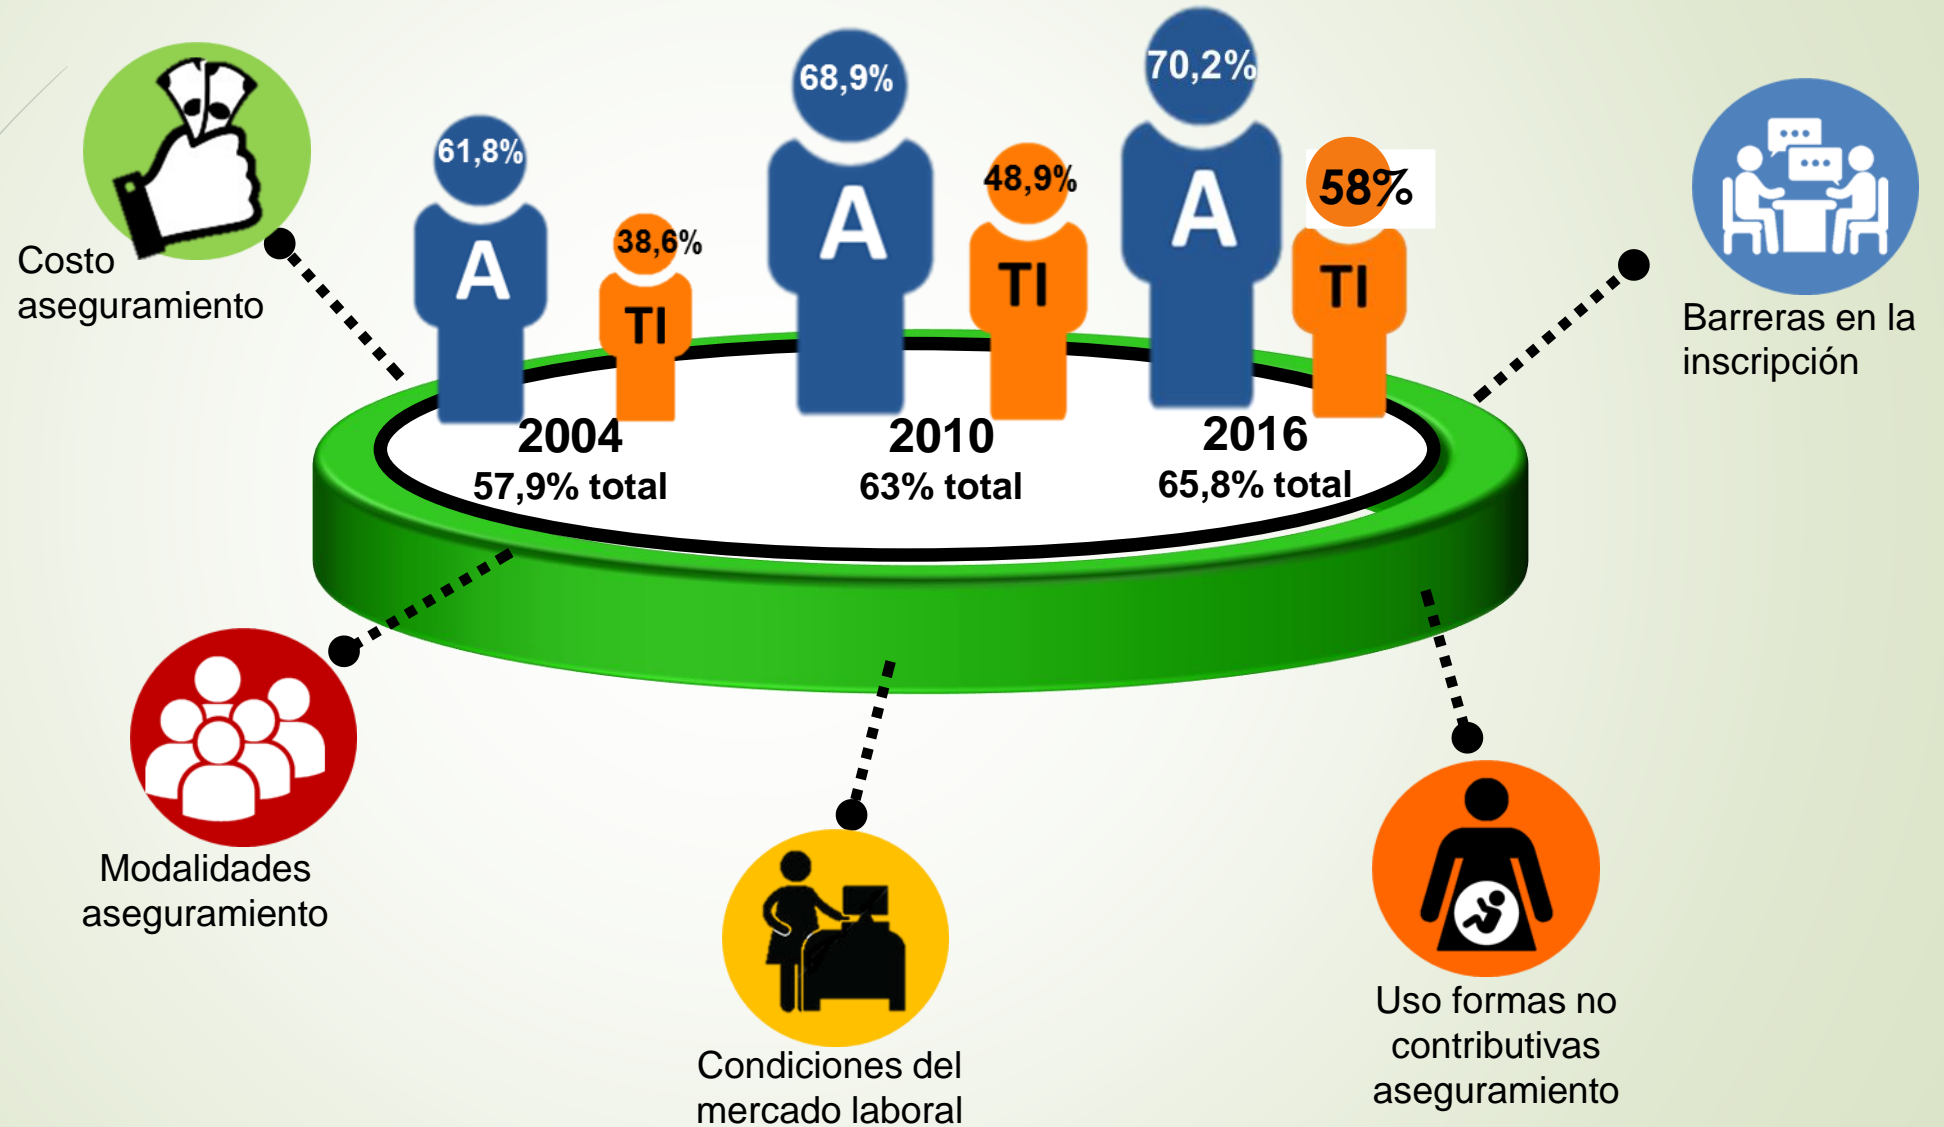 61,8%
A
38,6%
TI
68,9%
A
48,9%
TI
70,2%
A
58%
TI
2004
57,9% total
2010
63% total
2016
65,8% total
Costo
aseguramiento
Barreras en la
inscripción
Modalidades
aseguramiento
Condiciones del
mercado laboral
Uso formas no
contributivas
aseguramiento